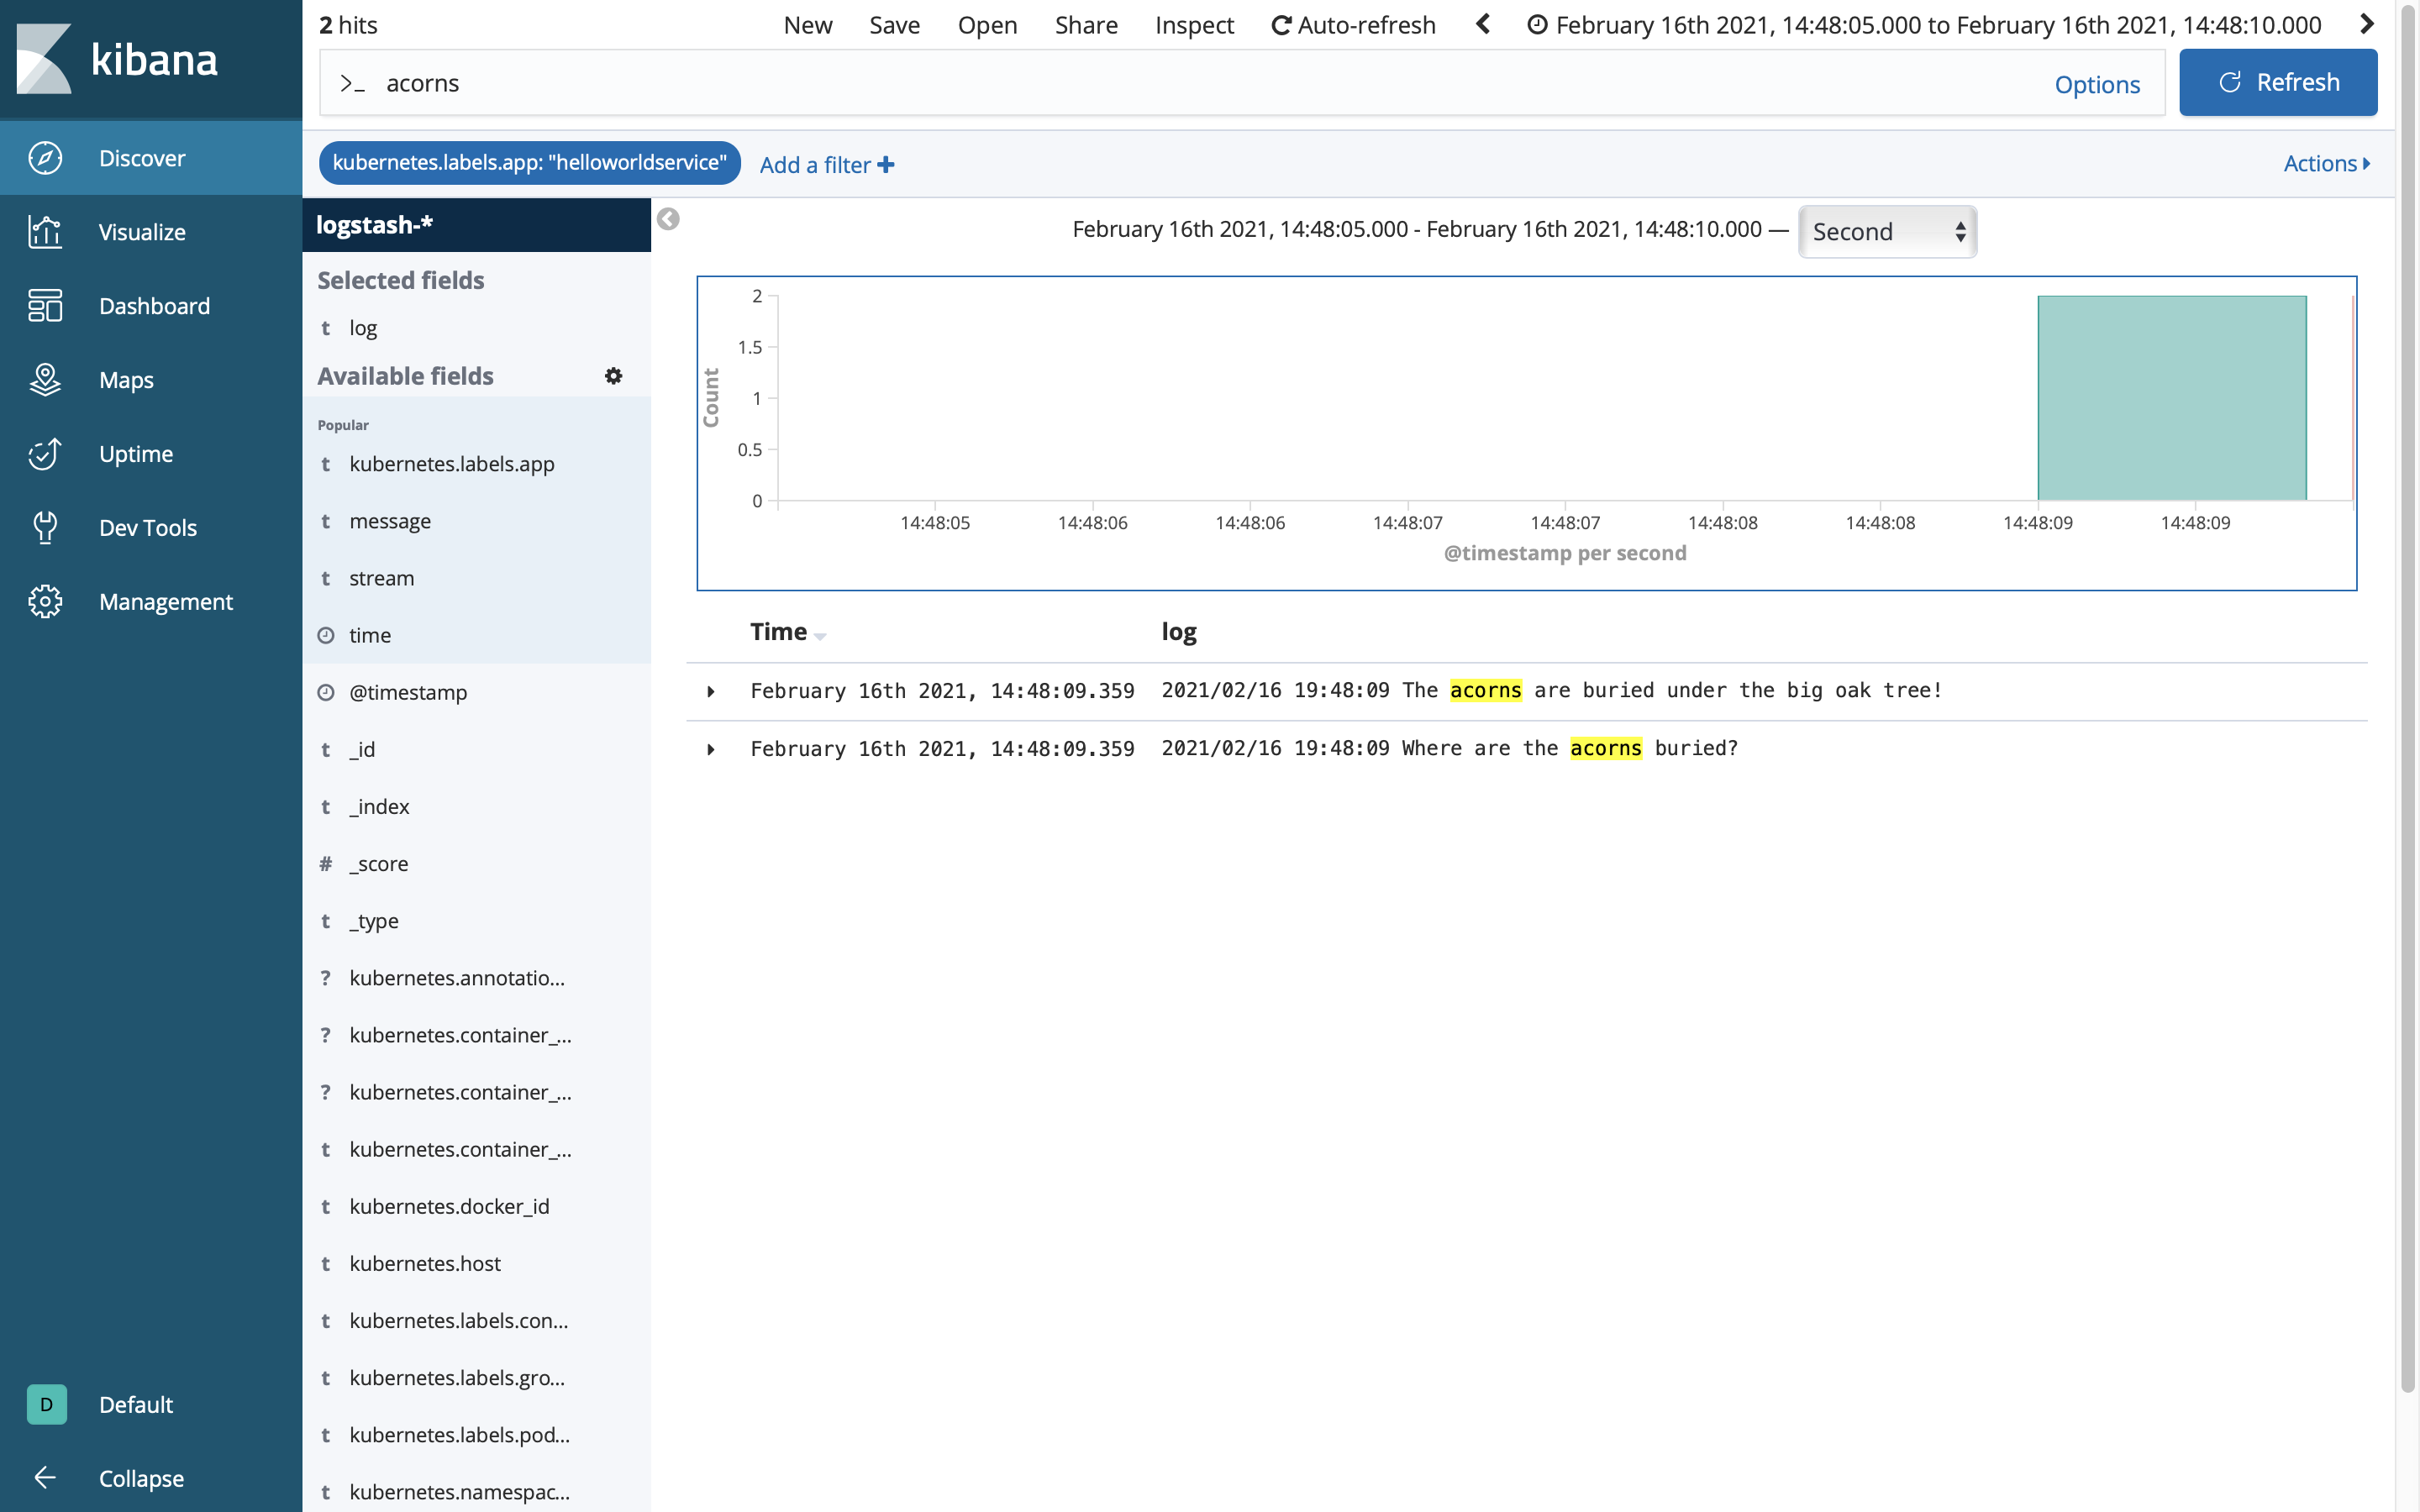 kibana
Discover
Visualize
Dashboard
Maps
Uptime
Dev Tools
Management
D Default
Collapse
2 hits
New Save Open Share Inspect Auto-refresh February 16th 2021, 14:48:05.000 to February 16th 2021, 14:48:10.000
>_ acorns Options Refresh
kubernetes.labels.app: "helloworldservice" Add a filter + Actions
logstash-*
Selected fields
t log
Available fields
Popular
t kubernetes.labels.app
t message
t stream
time
@timestamp
t _id
t _index
# _score
t _type
? kubernetes.annotatio...
? kubernetes.container_...
? kubernetes.container_...
t kubernetes.container_...
t kubernetes.docker_id
t kubernetes.host
t kubernetes.labels.con...
t kubernetes.labels.gro...
t kubernetes.labels.pod...
t kubernetes.namespac...
February 16th 2021, 14:48:05.000 - February 16th 2021, 14:48:10.000 — Second
Count
2
1.5
1
0.5
0
14:48:05 14:48:06 14:48:06 14:48:07 14:48:07 14:48:08 14:48:08 14:48:09 14:48:09
@timestamp per second
Time log
February 16th 2021, 14:48:09.359 2021/02/16 19:48:09 The acorns are buried under the big oak tree!
February 16th 2021, 14:48:09.359 2021/02/16 19:48:09 Where are the acorns buried?